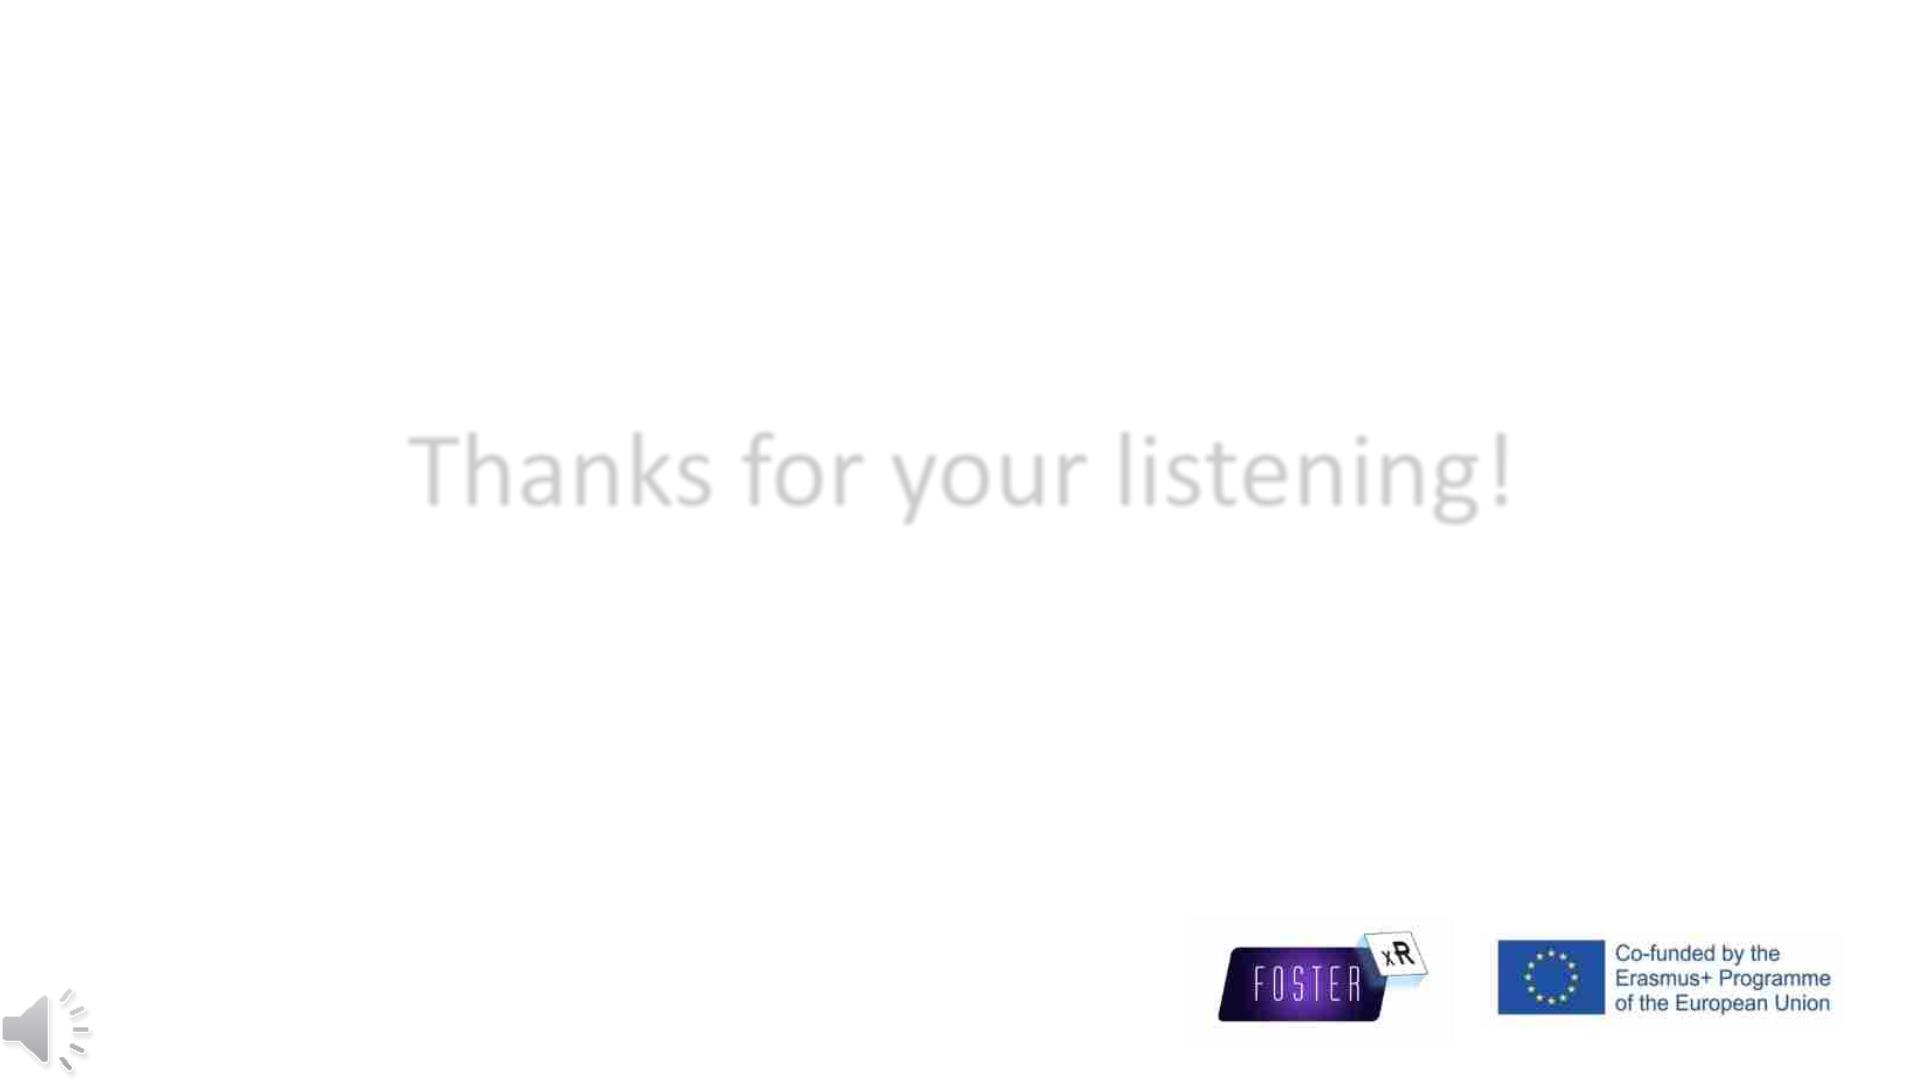 Thanks for your listening!
FOSTER
xR
Co-funded by the
Erasmus+ Programme
of the European Union